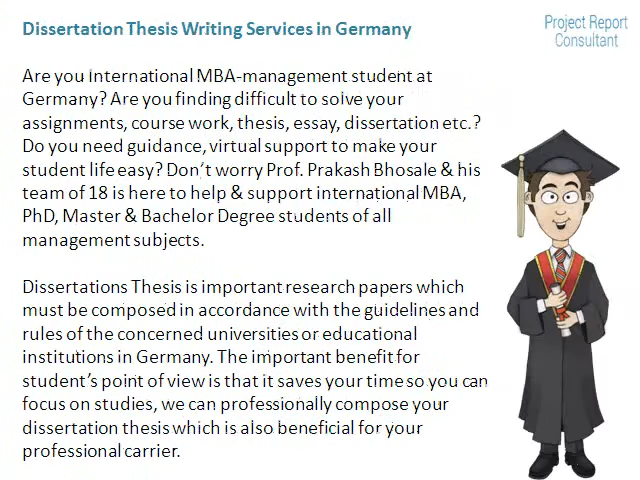 Dissertation Thesis Writing Services in Germany
Project Report
Consultant
Are you International MBA-management student at
Germany? Are you finding difficult to solve your
assignments, course work, thesis, essay, dissertation etc.?
Do you need guidance, virtual support to make your
student life easy? Don't worry Prof. Prakash Bhosale & his
team of 18 is here to help & support international MBA,
PhD, Master & Bachelor Degree students of all
management subjects.
Dissertations Thesis is an important research papers which
must be composed in accordance with the guidelines and
rules of the concerned universities or educational
institutions in Germany. The important benefit for
student's point of view is that it saves your time so you can
focus on studies, we can professionally compose your
dissertation thesis which is also beneficial for your
professional carrier.